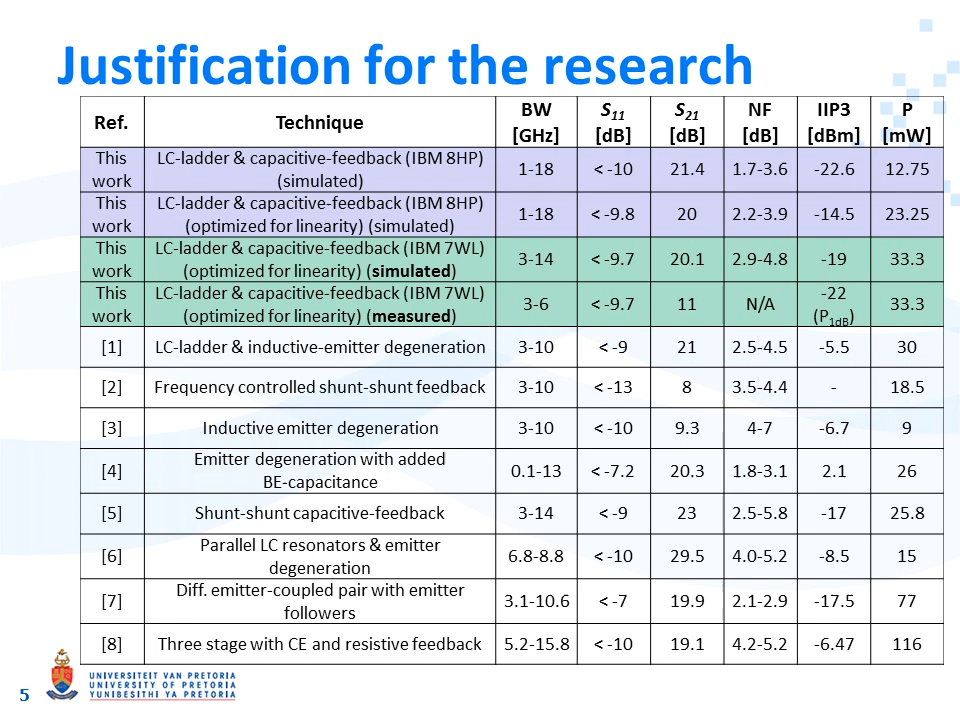 Justification for the research
Ref. Technique BW [GHz] S11 [dB] S21 [dB] NF [dB] IIP3 [dBm] P [mW]
This work LC-ladder & capacitive-feedback (IBM 8HP) (simulated) 1-18 < -10 21.4 1.7-3.6 -22.6 12.75
This work LC-ladder & capacitive-feedback (IBM 8HP) (optimized for linearity) (simulated) 1-18 < -9.8 20 2.2-3.9 -14.5 23.25
This work LC-ladder & capacitive-feedback (IBM 7WL) (optimized for linearity) (simulated) 3-14 < -9.7 20.1 2.9-4.8 -19 33.3
This work LC-ladder & capacitive-feedback (IBM 7WL) (optimized for linearity) (measured) 3-6 < -9.7 11 N/A -22 (P1dB) 33.3
[1] LC-ladder & inductive-emitter degeneration 3-10 < -9 21 2.5-4.5 -5.5 30
[2] Frequency controlled shunt-shunt feedback 3-10 < -13 8 3.5-4.4 - 18.5
[3] Inductive emitter degeneration 3-10 < -10 9.3 4-7 -6.7 9
[4] Emitter degeneration with added BE-capacitance 0.1-13 < -7.2 20.3 1.8-3.1 2.1 26
[5] Shunt-shunt capacitive-feedback 3-14 < -9 23 2.5-5.8 -17 25.8
[6] Parallel LC resonators & emitter degeneration 6.8-8.8 < -10 29.5 4.0-5.2 -8.5 15
[7] Diff. emitter-coupled pair with emitter followers 3.1-10.6 < -7 19.9 2.1-2.9 -17.5 77
[8] Three stage with CE and resistive feedback 5.2-15.8 < -10 19.1 4.2-5.2 -6.47 116
5
UNIVERSITEIT VAN PRETORIA
UNIVERSITY OF PRETORIA
YUNIBESITHI YA PRETORIA